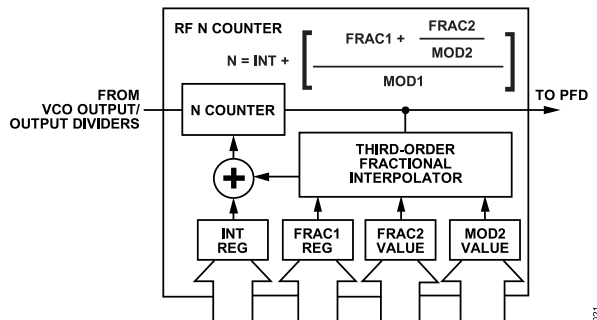 RF N COUNTER
N = INT +
FRAC1 +
FRAC2
MOD2
MOD1
FROM
VCO OUTPUT/
OUTPUT DIVIDERS
N COUNTER
TO PFD
THIRD-ORDER
FRACTIONAL
INTERPOLATOR
+
INT
REG
FRAC1
REG
FRAC2
VALUE
MOD2
VALUE
021